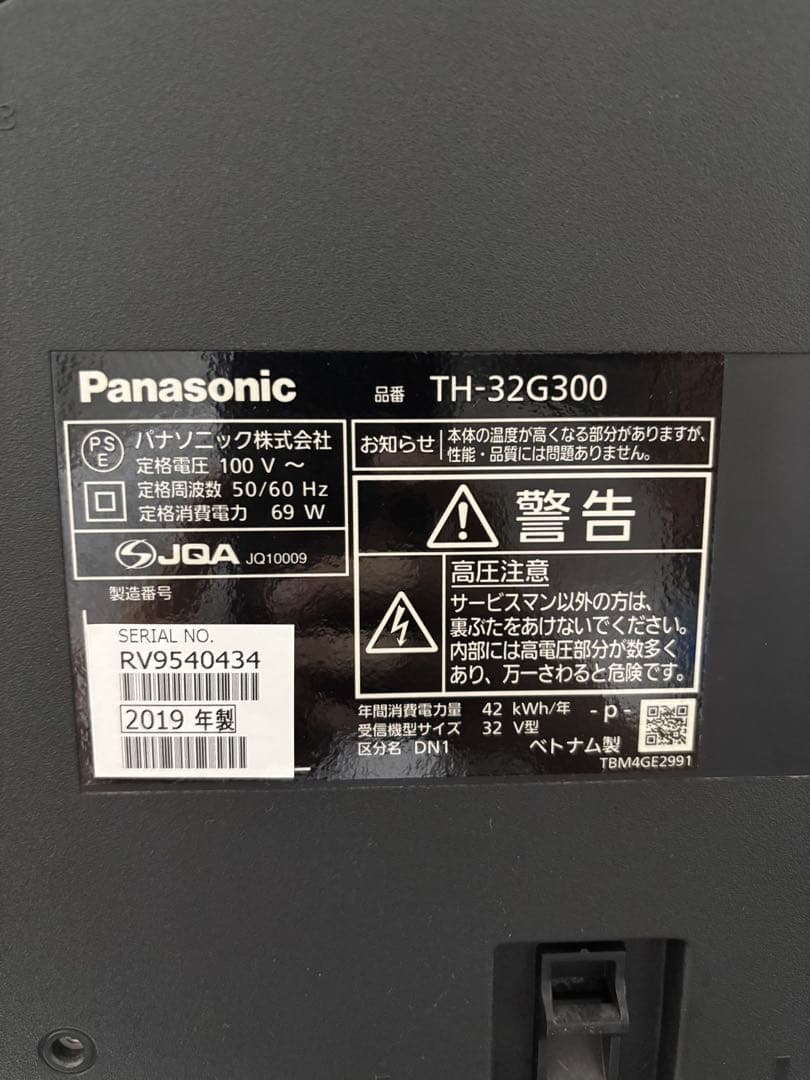 Panasonic
品番 TH-32G300
PS
E
パナソニック株式会社
定格電圧 100 V ～
定格周波数 50/60 Hz
定格消費電力 69 W
JQA JQ10009
製造番号
SERIAL NO.
RV9540434
2019 年製
お知らせ
本体の温度が高くなる部分がありますが、
性能・品質には問題ありません。
警告
高圧注意
サービスマン以外の方は、
裏ぶたをあけないでください。
内部には高電圧部分が数多く
あり、万一さわると危険です。
年間消費電力量 42 kWh/年 -p-
受信機型サイズ 32 V型
区分名 DN1 ベトナム製
TBM4GE2991